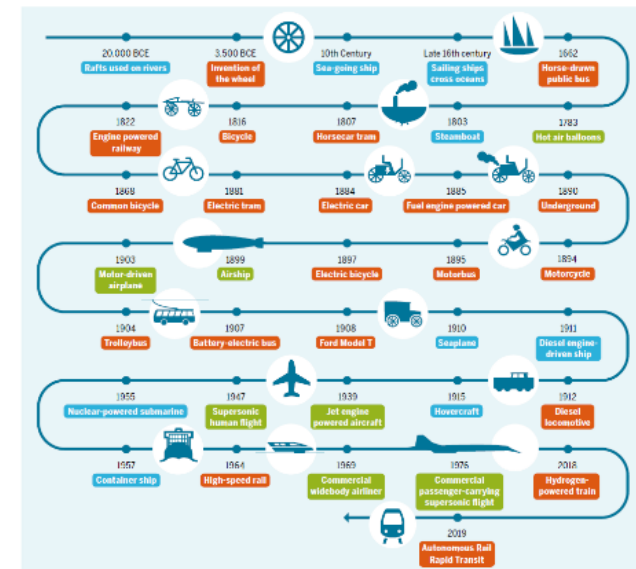 20.000 BCE
Rafts used on rivers
3.500 BCE
Invention of
the wheel
10th Century
Sea-going ship
Late 16th century
Sailing ships
cross oceans
1662
Horse-drawn
public bus
1822
Engine powered
railway
1816
Bicycle
1807
Horsecar tram
1803
Steamboat
1783
Hot air balloons
1868
Common bicycle
1881
Electric tram
1884
Electric car
1885
Fuel engine powered car
1890
Underground
1903
Motor-driven
airplane
1899
Airship
1897
Electric bicycle
1895
Motorbus
1894
Motorcycle
1904
Trolleybus
1907
Battery-electric bus
1908
Ford Model T
1910
Seaplane
1911
Diesel engine-
driven ship
1955
Nuclear-powered submarine
1947
Supersonic
human flight
1939
Jet engine
powered aircraft
1915
Hovercraft
1912
Diesel
locomotive
1957
Container ship
1964
High-speed rail
1969
Commercial
widebody airliner
1976
Commercial
passenger-carrying
supersonic flight
2018
Hydrogen-
powered train
2019
Autonomous Rail
Rapid Transit